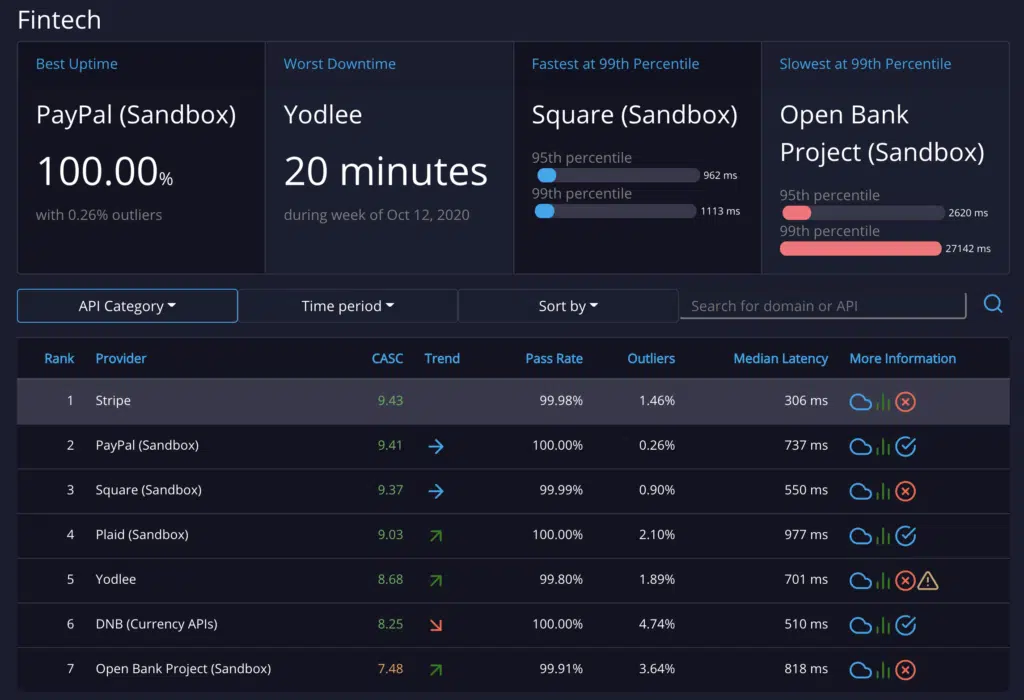 Fintech
Best Uptime
PayPal (Sandbox)
100.00%
with 0.26% outliers
Worst Downtime
Yodlee
20 minutes
during week of Oct 12, 2020
Fastest at 99th Percentile
Square (Sandbox)
95th percentile
962 ms
99th percentile
1113 ms
Slowest at 99th Percentile
Open Bank
Project (Sandbox)
95th percentile
2620 ms
99th percentile
27142 ms
API Category Time period Sort by Search for domain or API
Rank Provider CASC Trend Pass Rate Outliers Median Latency More Information
1 Stripe 9.43 99.98% 1.46% 306 ms
2 PayPal (Sandbox) 9.41 100.00% 0.26% 737 ms
3 Square (Sandbox) 9.37 99.99% 0.90% 550 ms
4 Plaid (Sandbox) 9.03 100.00% 2.10% 977 ms
5 Yodlee 8.68 99.80% 1.89% 701 ms
6 DNB (Currency APIs) 8.25 100.00% 4.74% 510 ms
7 Open Bank Project (Sandbox) 7.48 99.91% 3.64% 818 ms